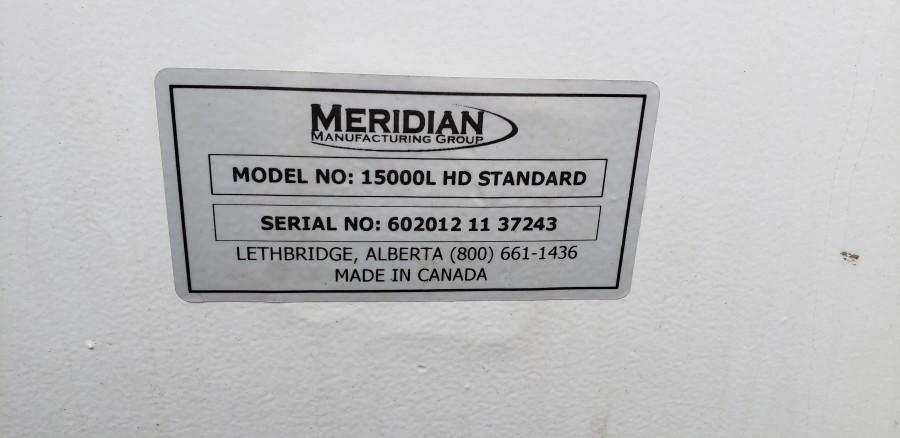 MERIDIAN
MANUFACTURING GROUP
MODEL NO: 15000L HD STANDARD
SERIAL NO: 602012 11 37243
LETHBRIDGE, ALBERTA (800) 661-1436
MADE IN CANADA